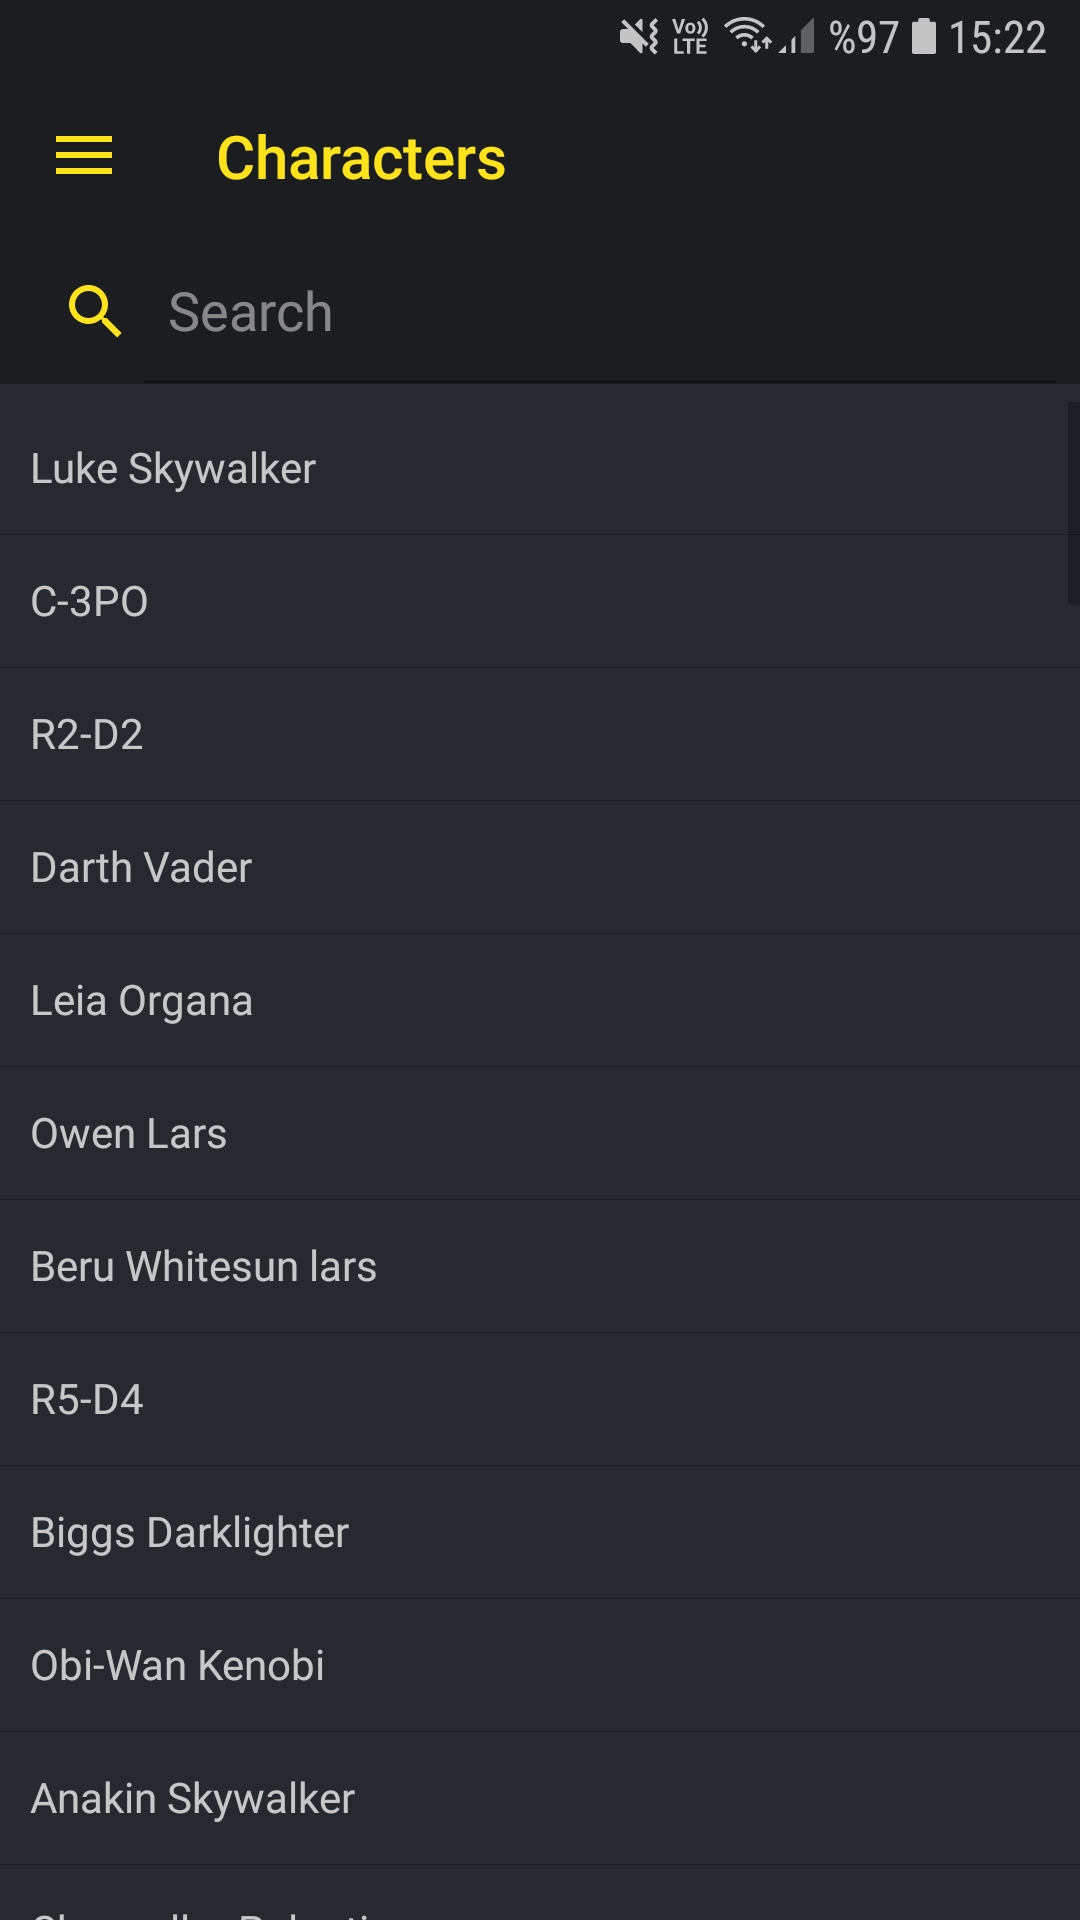 Vo)) LTE %97 15:22
Characters
Search
Luke Skywalker
C-3PO
R2-D2
Darth Vader
Leia Organa
Owen Lars
Beru Whitesun lars
R5-D4
Biggs Darklighter
Obi-Wan Kenobi
Anakin Skywalker